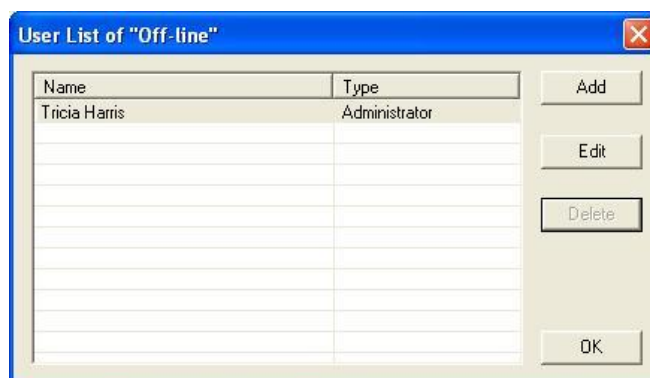 User List of "Off-line"
Name Type Add
Tricia Harris Administrator
Edit
Delete
OK